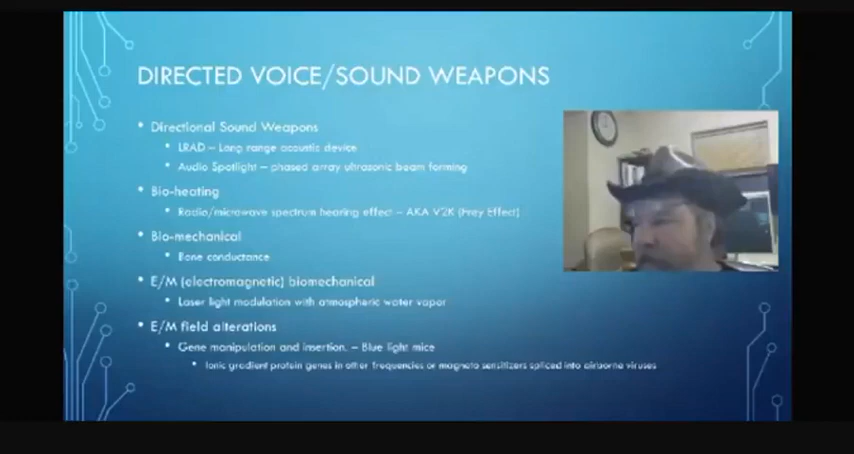 DIRECTED VOICE/SOUND WEAPONS
• Directional Sound Weapons
• LRAD – Long range acoustic device
• Audio Spotlight – phased array ultrasonic beam forming
• Bio-heating
• Radio/microwave spectrum hearing effect – AKA V2K (Frey Effect)
• Bio-mechanical
• Bone conductance
• E/M (electromagnetic) biomechanical
• Laser light modulation with atmospheric water vapor
• E/M field alterations
• Gene manipulation and insertion. – Blue light mice
• Ionic gradient protein genes in other frequencies or magneto sensitizers spliced into airborne viruses